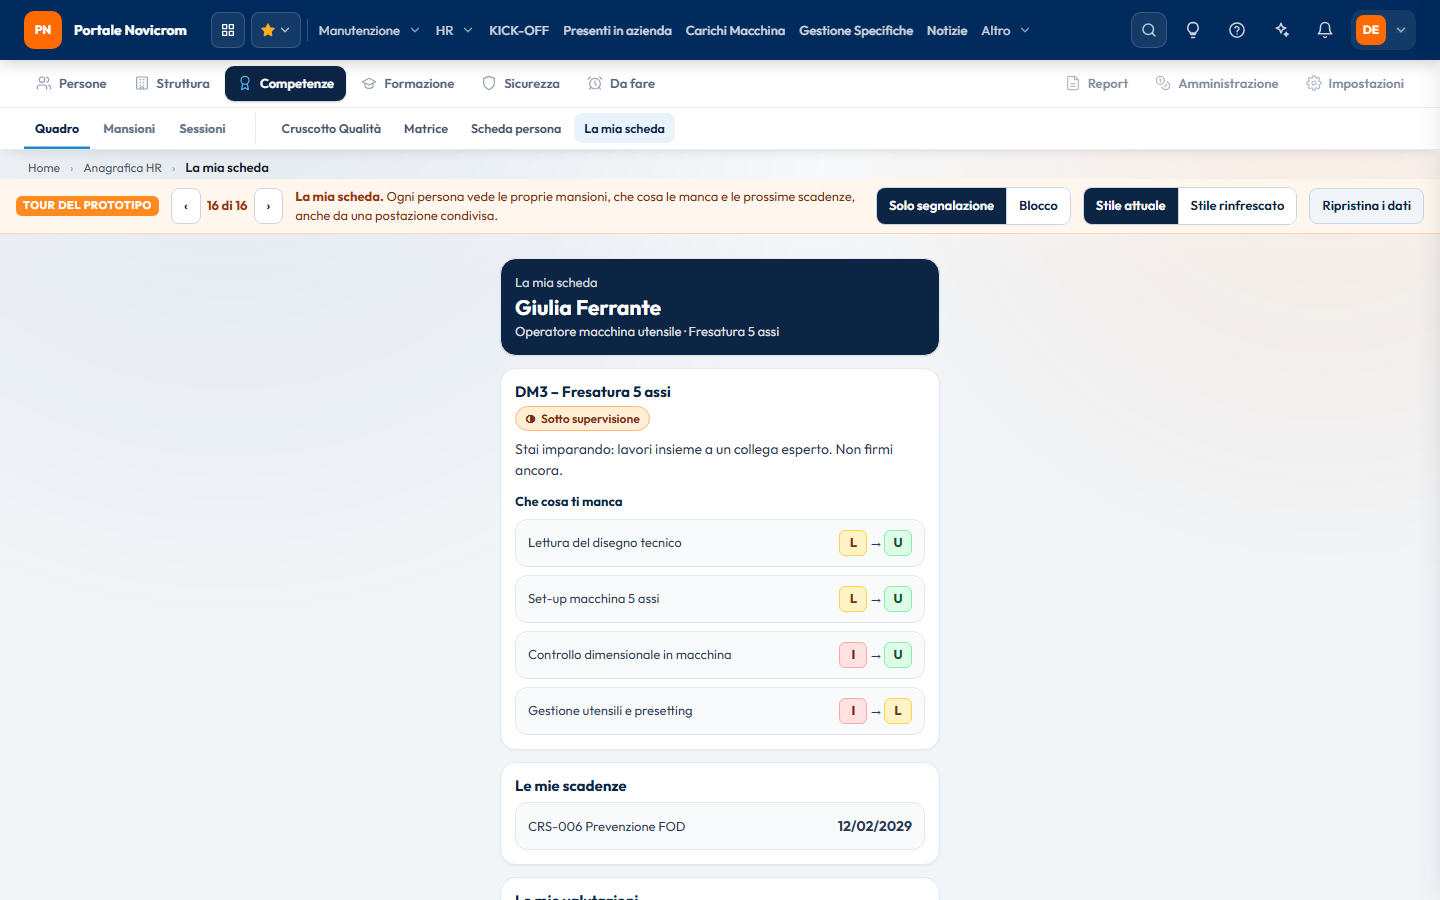 PN Portale Novicrom Manutenzione HR KICK-OFF Presenti in azienda Carichi Macchina Gestione Specifiche Notizie Altro DE
Persone Struttura Competenze Formazione Sicurezza Da fare Report Amministrazione Impostazioni
Quadro Mansioni Sessioni Cruscotto Qualità Matrice Scheda persona La mia scheda
Home › Anagrafica HR › La mia scheda
TOUR DEL PROTOTIPO ‹ 16 di 16 › La mia scheda. Ogni persona vede le proprie mansioni, che cosa le manca e le prossime scadenze,
anche da una postazione condivisa.
Solo segnalazione Blocco Stile attuale Stile rinfrescato Ripristina i dati
La mia scheda
Giulia Ferrante
Operatore macchina utensile · Fresatura 5 assi
DM3 – Fresatura 5 assi
Sotto supervisione
Stai imparando: lavori insieme a un collega esperto. Non firmi
ancora.
Che cosa ti manca
Lettura del disegno tecnico L → U
Set-up macchina 5 assi L → U
Controllo dimensionale in macchina I → U
Gestione utensili e presetting I → L
Le mie scadenze
CRS-006 Prevenzione FOD 12/02/2029
Le mie valutazioni